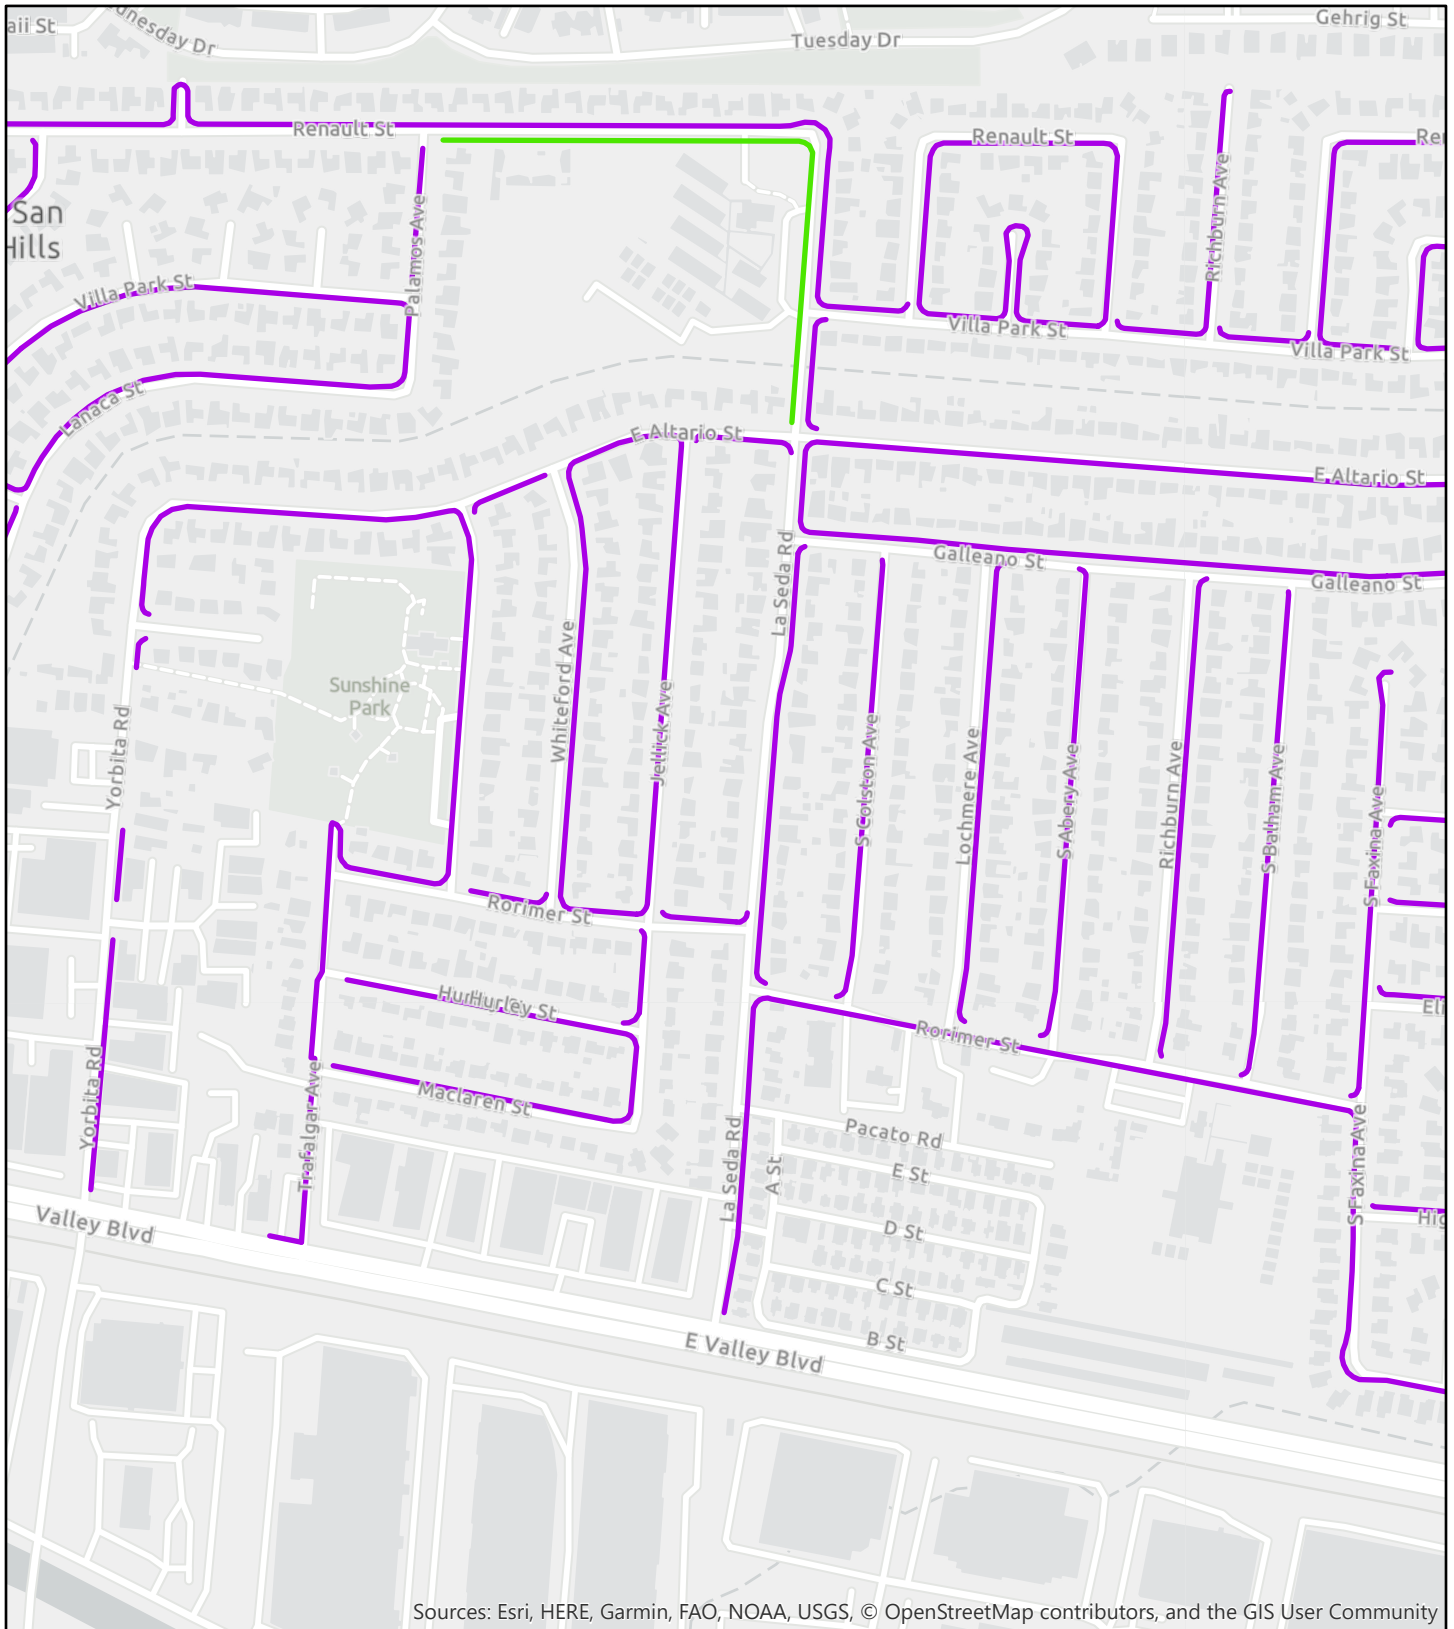 aii St
dnesday Dr
Tuesday Dr
Gehrig St
Renault St
Renault St
Rei
San
Hills
Palamos Ave
Richburn Ave
Villa Park St
Villa Park St
Villa Park St
Lanaca St
E Altario St
E Altario St
La Seda Rd
Galleano St
Galleano St
Sunshine
Park
Whiteford Ave
Jellick Ave
Yorbita Rd
S Colston Ave
Lochmere Ave
S Abery Ave
Richburn Ave
S Balham Ave
S Faxina Ave
Rorimer St
Hur
Hurley St
Rorimer St
Eli
Maclaren St
Yorbita Rd
Trafalgar Ave
La Seda Rd
Pacato Rd
A St
E St
S Faxina Ave
Hig
D St
Valley Blvd
C St
B St
E Valley Blvd
Sources: Esri, HERE, Garmin, FAO, NOAA, USGS, © OpenStreetMap contributors, and the GIS User Community